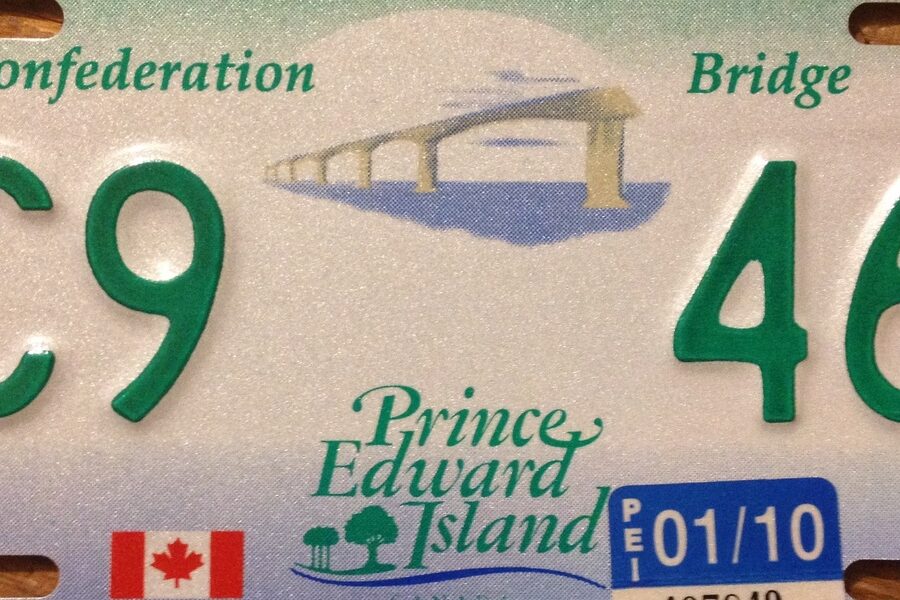 onfederation Bridge
C9 46
Prince
Edward
Island
PEI 01/10